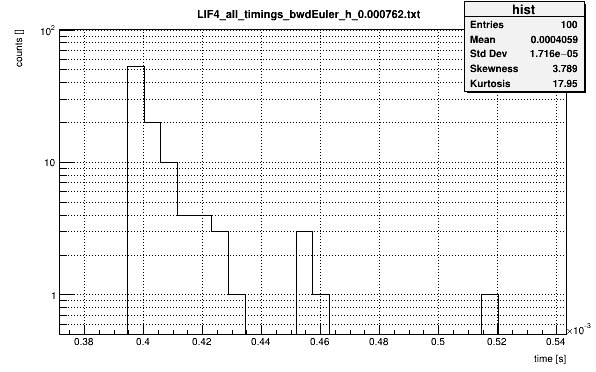 LIF4_all_timings_bwdEuler_h_0.000762.txt
hist
Entries 100
Mean 0.0004059
Std Dev 1.716e−05
Skewness 3.789
Kurtosis 17.95
counts []
10²
10
1
0.38 0.4 0.42 0.44 0.46 0.48 0.5 0.52 0.54
×10⁻³
time [s]